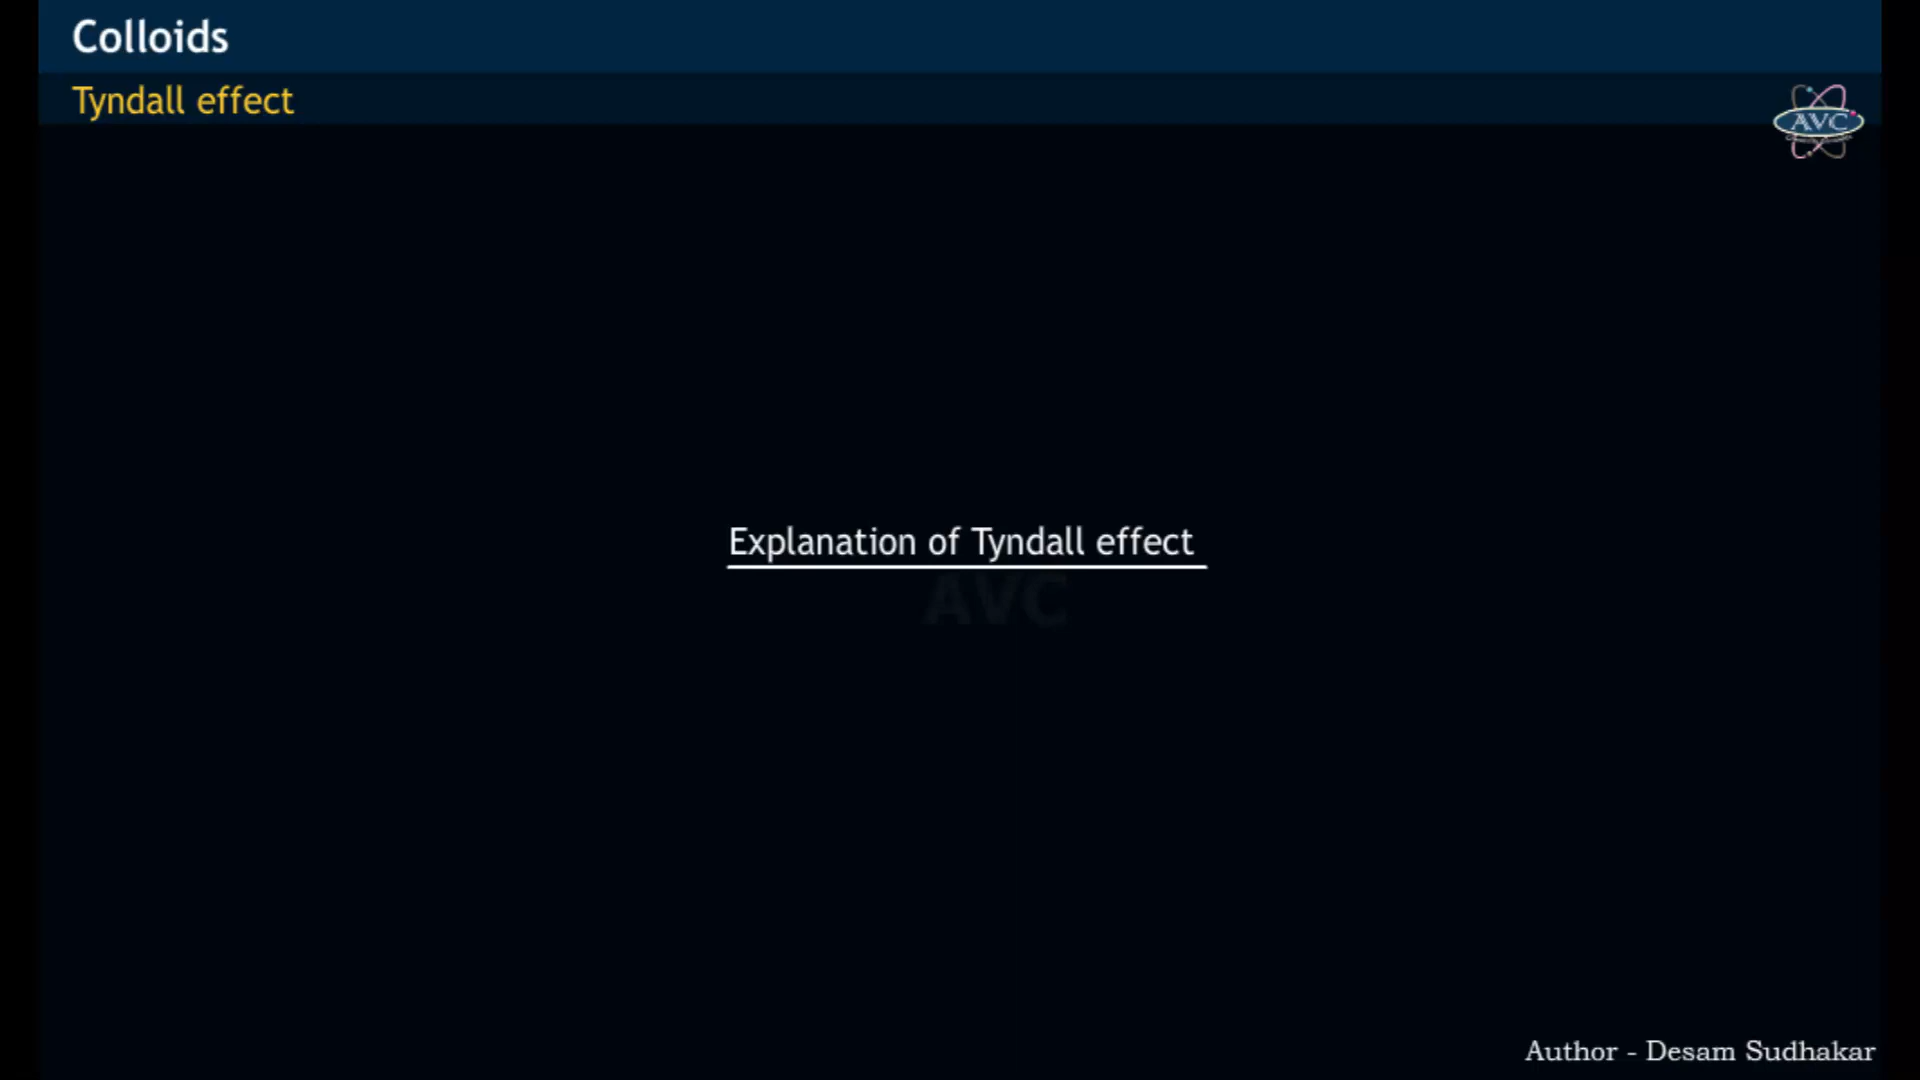 Colloids
Tyndall effect
AVC
Explanation of Tyndall effect
AVC
Author - Desam Sudhakar